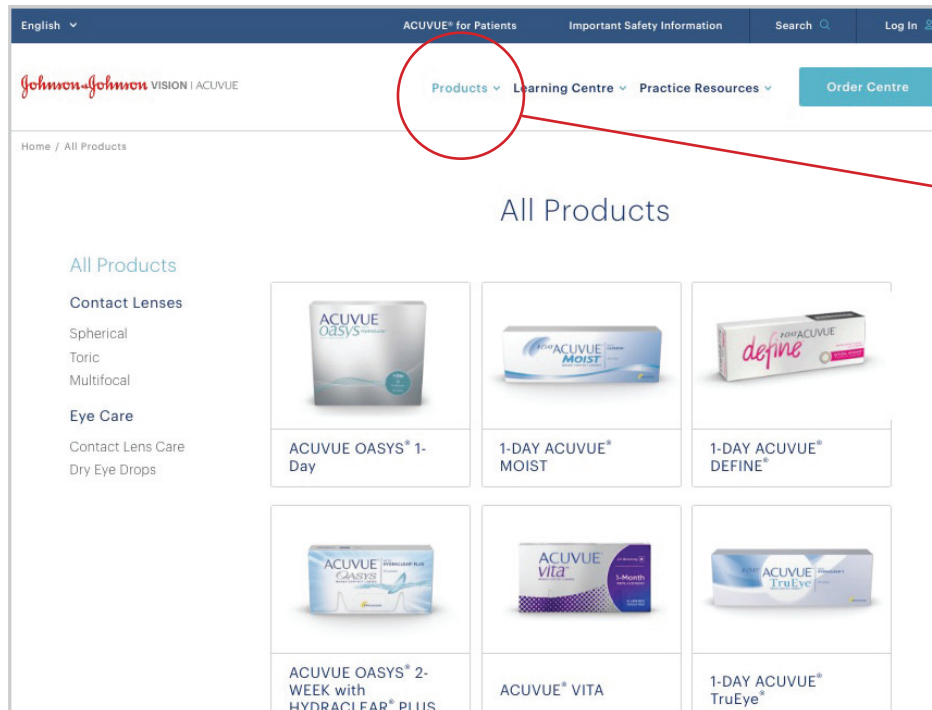 English
ACUVUE® for Patients
Important Safety Information
Search
Log In
Johnson & Johnson VISION | ACUVUE
Products
Learning Centre
Practice Resources
Order Centre
Home / All Products
All Products
All Products
Contact Lenses
Spherical
Toric
Multifocal
Eye Care
Contact Lens Care
Dry Eye Drops
ACUVUE
OASYS
ACUVUE OASYS® 1-
Day
1-DAY ACUVUE
MOIST
1-DAY ACUVUE®
MOIST
1-DAY ACUVUE
define
1-DAY ACUVUE®
DEFINE®
ACUVUE
OASYS
HYDRACLEAR PLUS
ACUVUE OASYS® 2-
WEEK with
HYDRACLEAR® PLUS
ACUVUE
vita
1-Month
ACUVUE® VITA
1-DAY ACUVUE
TruEye
1-DAY ACUVUE®
TruEye®